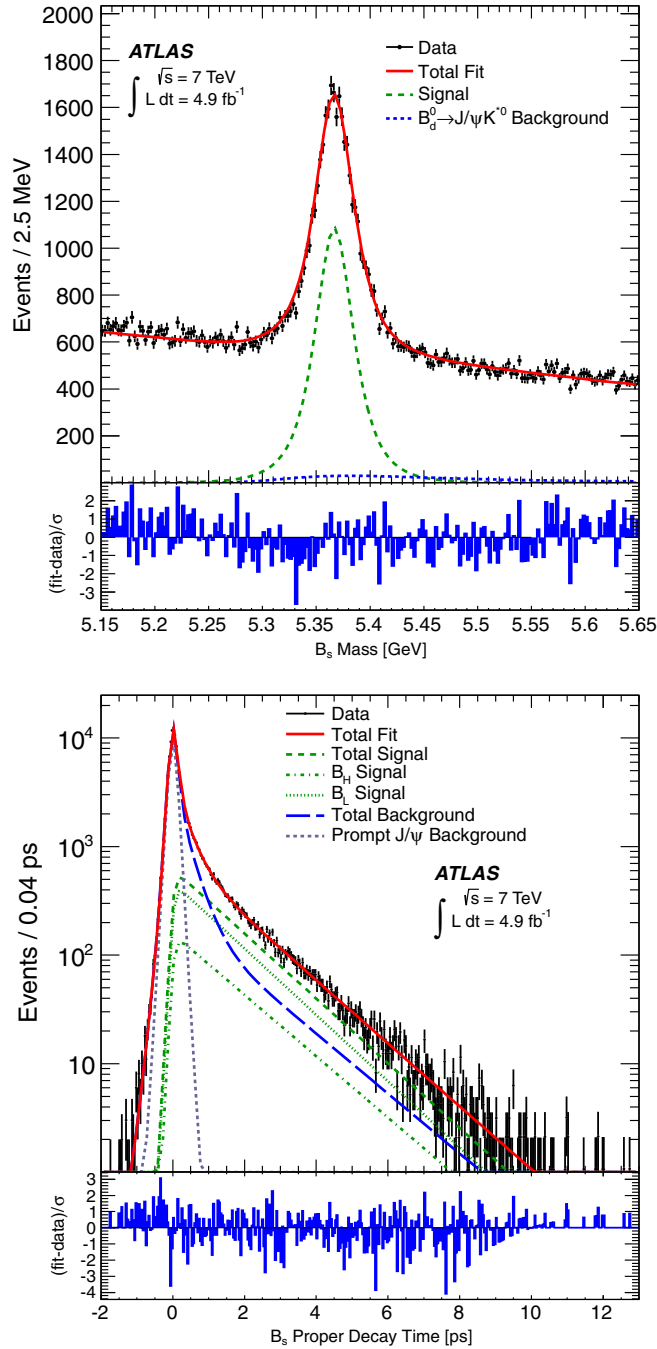 2000
1800
1600
1400
1200
1000
800
600
400
200
Events / 2.5 MeV
ATLAS
√s = 7 TeV
∫ L dt = 4.9 fb⁻¹
Data
Total Fit
Signal
B⁰d→J/ψK*⁰ Background
2
1
0
-1
-2
-3
(fit-data)/σ
5.15 5.2 5.25 5.3 5.35 5.4 5.45 5.5 5.55 5.6 5.65
Bs Mass [GeV]
Data
Total Fit
Total Signal
BH Signal
BL Signal
Total Background
Prompt J/ψ Background
ATLAS
√s = 7 TeV
∫ L dt = 4.9 fb⁻¹
10⁴
10³
10²
10
Events / 0.04 ps
3
2
1
0
-1
-2
-3
-4
(fit-data)/σ
-2 0 2 4 6 8 10 12
Bs Proper Decay Time [ps]